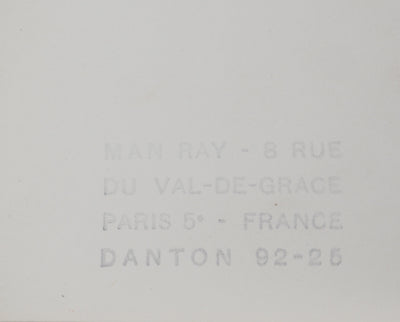 MAN RAY - 8 RUE
DU VAL-DE-GRACE
PARIS 5e - FRANCE
DANTON 92-25